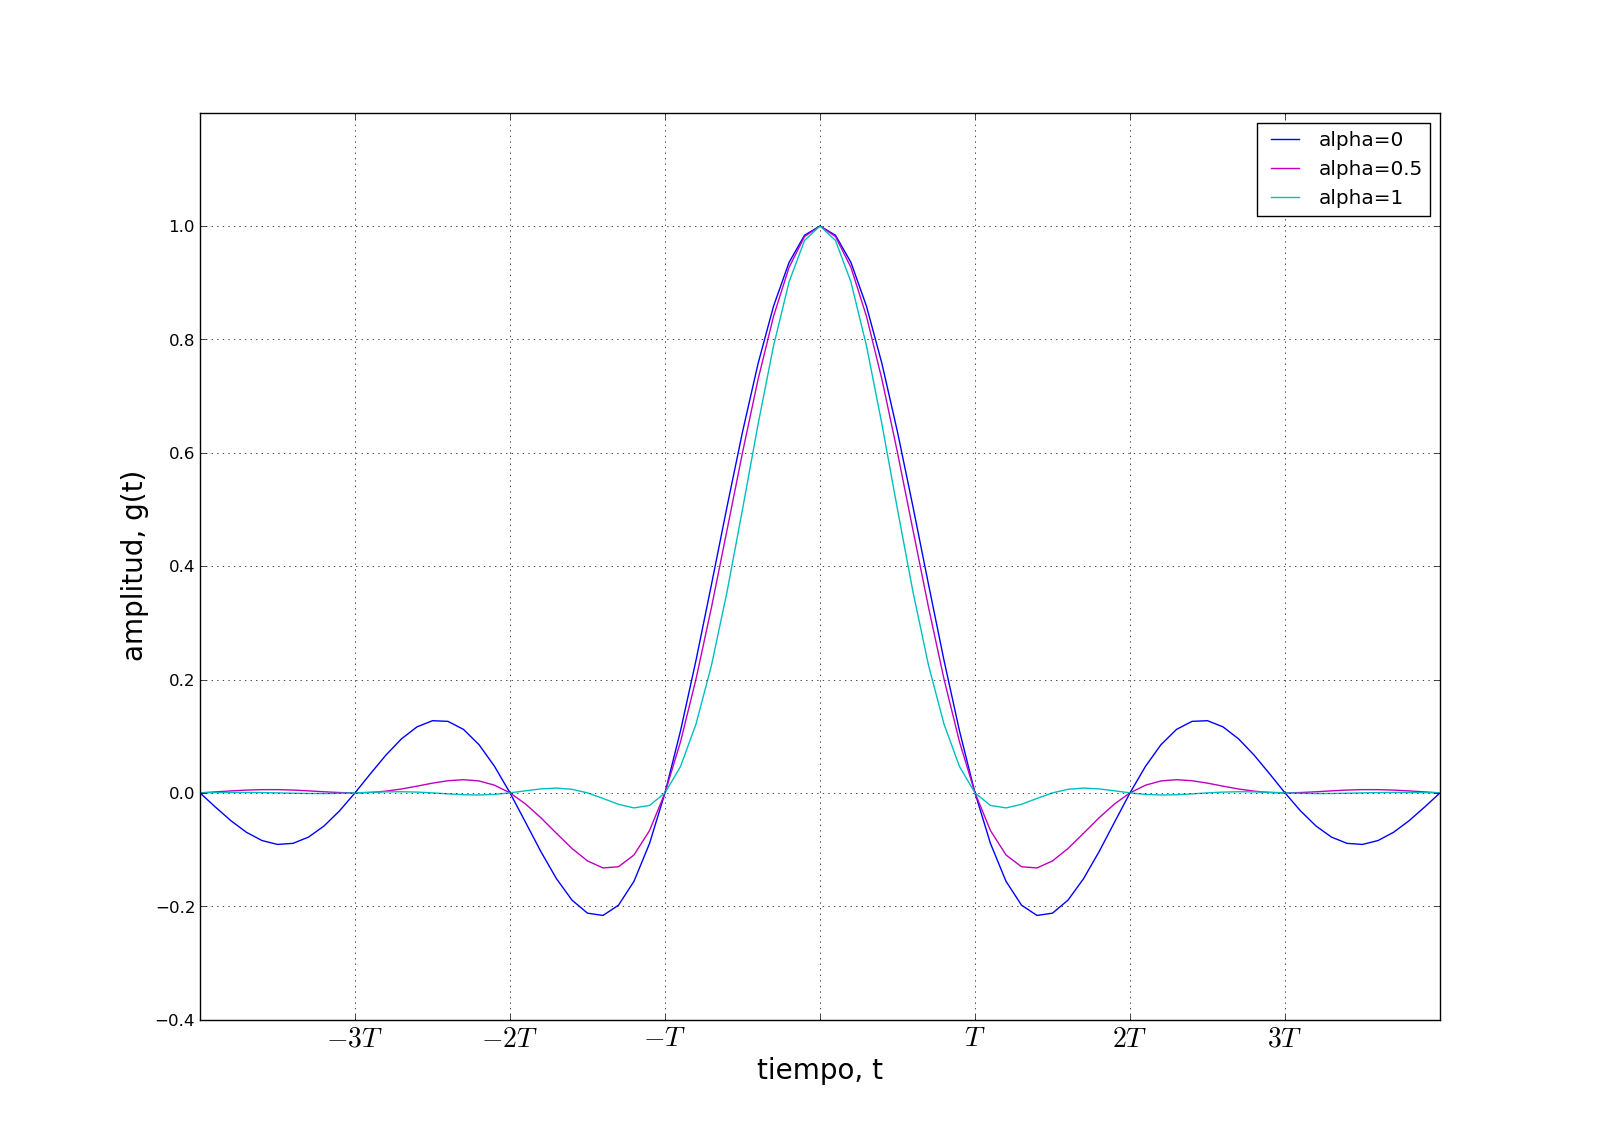 alpha=0
alpha=0.5
alpha=1
1.0
0.8
0.6
0.4
0.2
0.0
−0.2
−0.4
amplitud, g(t)
−3T −2T −T T 2T 3T
tiempo, t